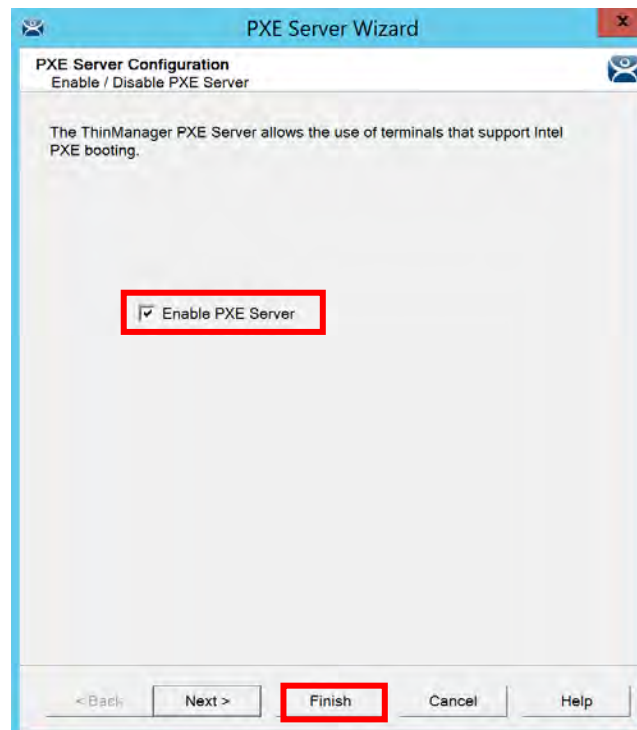 PXE Server Wizard
x
PXE Server Configuration
Enable / Disable PXE Server
The ThinManager PXE Server allows the use of terminals that support Intel
PXE booting.
Enable PXE Server
< Back Next > Finish Cancel Help